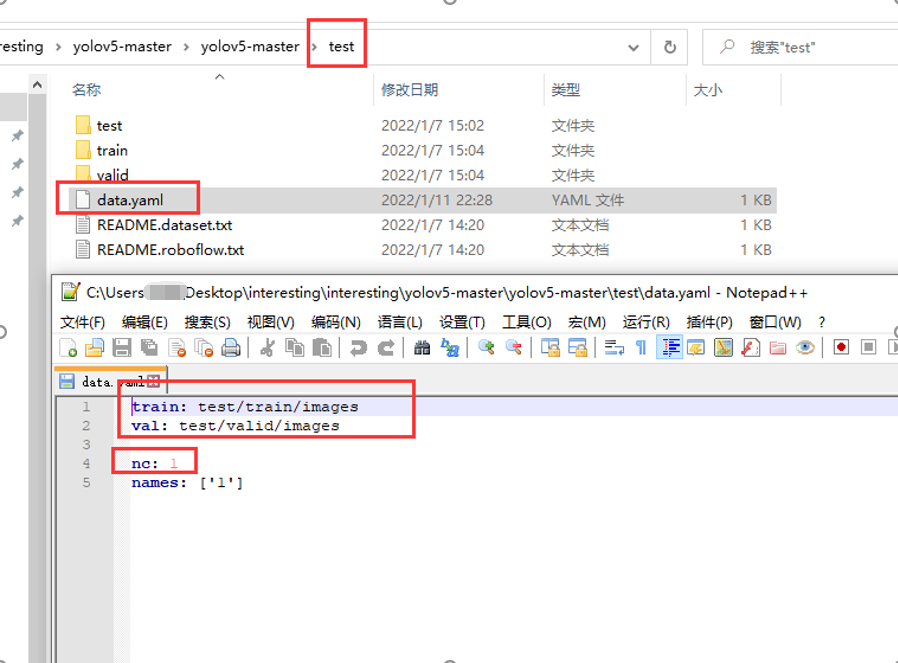 eresting › yolov5-master › yolov5-master › test
搜索"test"
名称 修改日期 类型 大小
test 2022/1/7 15:02 文件夹
train 2022/1/7 15:04 文件夹
valid 2022/1/7 15:04 文件夹
data.yaml 2022/1/11 22:28 YAML 文件 1 KB
README.dataset.txt 2022/1/7 14:20 文本文档 1 KB
README.roboflow.txt 2022/1/7 14:20 文本文档 1 KB
C:\Users Desktop\interesting\interesting\yolov5-master\yolov5-master\test\data.yaml - Notepad++
文件(F) 编辑(E) 搜索(S) 视图(V) 编码(N) 语言(L) 设置(T) 工具(O) 宏(M) 运行(R) 插件(P) 窗口(W) ?
data.yaml
1 train: test/train/images
2 val: test/valid/images
3
4 nc: 1
5 names: ['1']